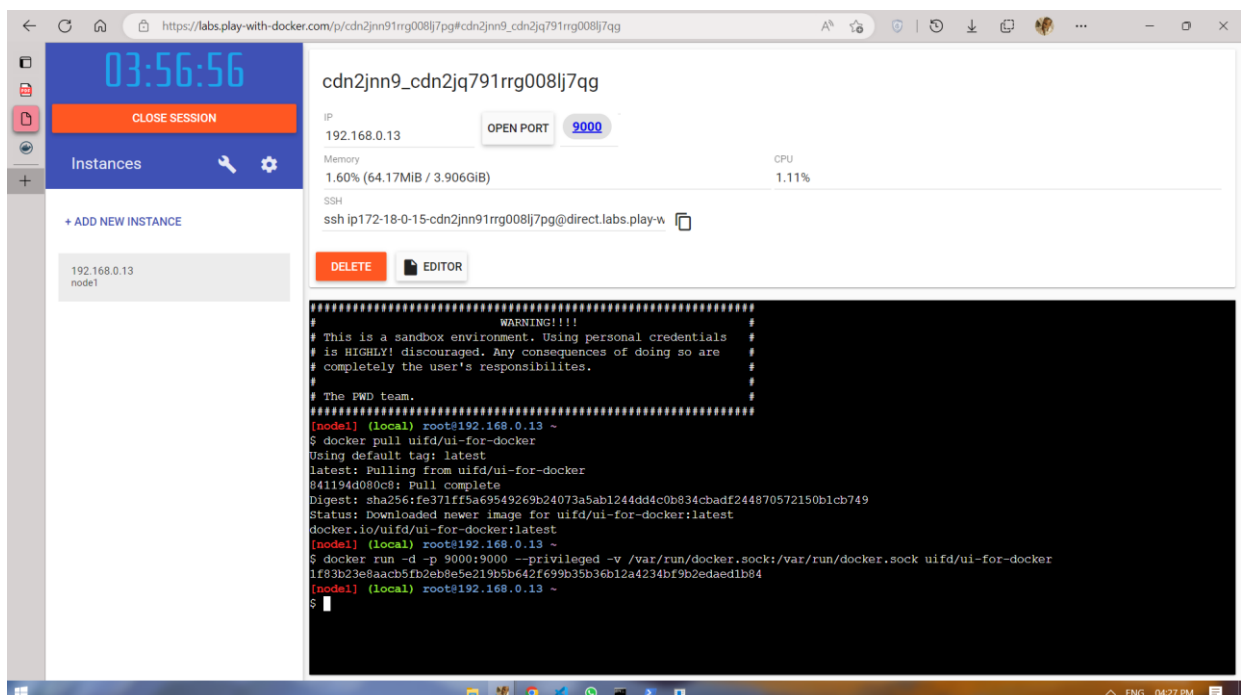 https://labs.play-with-docker.com/p/cdn2jnn91rrg008lj7pg#cdn2jnn9_cdn2jq791rrg008lj7qg
03:56:56
CLOSE SESSION
Instances
+ ADD NEW INSTANCE
192.168.0.13
node1
cdn2jnn9_cdn2jq791rrg008lj7qg
IP
192.168.0.13
OPEN PORT
9000
Memory
1.60% (64.17MiB / 3.906GiB)
CPU
1.11%
SSH
ssh ip172-18-0-15-cdn2jnn91rrg008lj7pg@direct.labs.play-w
DELETE
EDITOR
###############################################################
#                          WARNING!!!!                        #
# This is a sandbox environment. Using personal credentials   #
# is HIGHLY! discouraged. Any consequences of doing so are    #
# completely the user's responsibilites.                      #
#                                                             #
# The PWD team.                                               #
###############################################################
[node1] (local) root@192.168.0.13 ~
$ docker pull uifd/ui-for-docker
Using default tag: latest
latest: Pulling from uifd/ui-for-docker
841194d080c8: Pull complete
Digest: sha256:fe371ff5a69549269b24073a5ab1244dd4c0b834cbadf244870572150b1cb749
Status: Downloaded newer image for uifd/ui-for-docker:latest
docker.io/uifd/ui-for-docker:latest
[node1] (local) root@192.168.0.13 ~
$ docker run -d -p 9000:9000 --privileged -v /var/run/docker.sock:/var/run/docker.sock uifd/ui-for-docker
1f83b23e8aacb5fb2eb8e5e219b5b642f699b35b36b12a4234bf9b2edaed1b84
[node1] (local) root@192.168.0.13 ~
$
ENG 04:27 PM